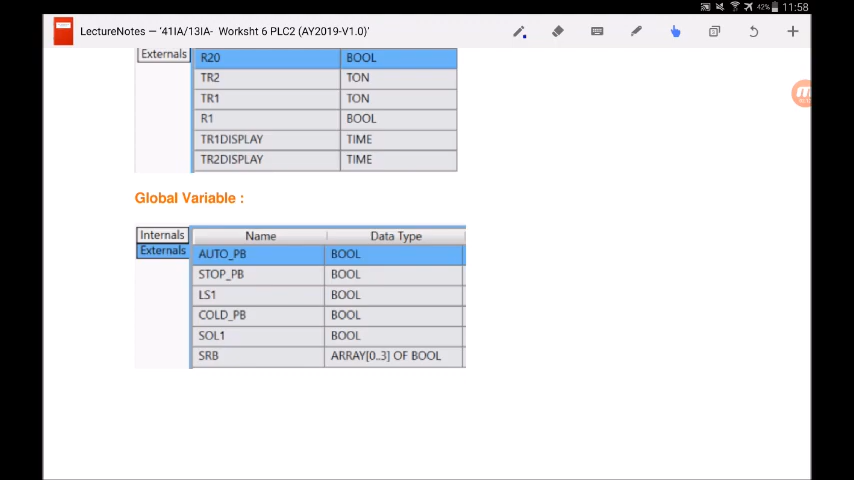 42% 11:58
LectureNotes — '41IA/13IA- Worksht 6 PLC2 (AY2019-V1.0)'
Externals R20 BOOL
TR2 TON
TR1 TON
R1 BOOL
TR1DISPLAY TIME
TR2DISPLAY TIME
Global Variable :
Internals Name Data Type
Externals AUTO_PB BOOL
STOP_PB BOOL
LS1 BOOL
COLD_PB BOOL
SOL1 BOOL
SRB ARRAY[0..3] OF BOOL